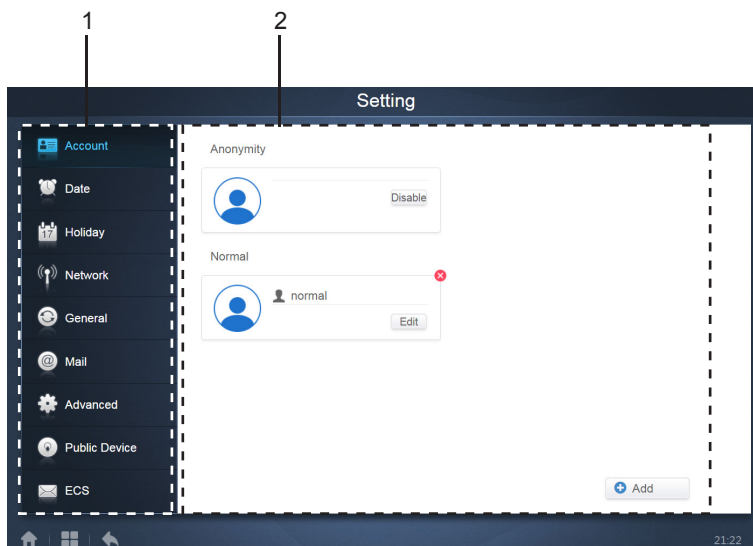 1 2
Setting
Account
Date
17
Holiday
Network
General
@
Mail
Advanced
Public Device
ECS
Anonymity
Disable
Normal
normal
Edit
Add
21:22